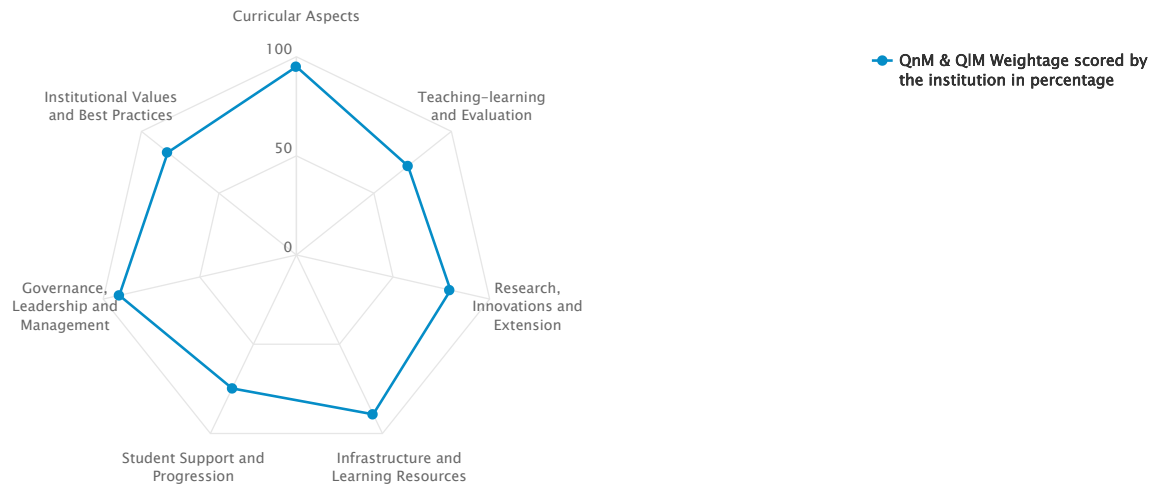 Curricular Aspects
100
QnM & QlM Weightage scored by
the institution in percentage
Institutional Values
and Best Practices
Teaching-learning
and Evaluation
50
0
Governance,
Leadership and
Management
Research,
Innovations and
Extension
Student Support and
Progression
Infrastructure and
Learning Resources